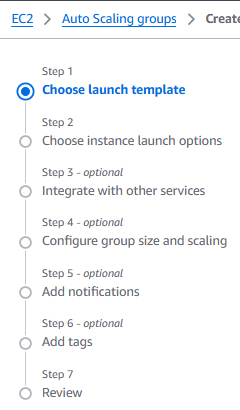 EC2 > Auto Scaling groups > Create
Step 1
Choose launch template
Step 2
Choose instance launch options
Step 3 - optional
Integrate with other services
Step 4 - optional
Configure group size and scaling
Step 5 - optional
Add notifications
Step 6 - optional
Add tags
Step 7
Review